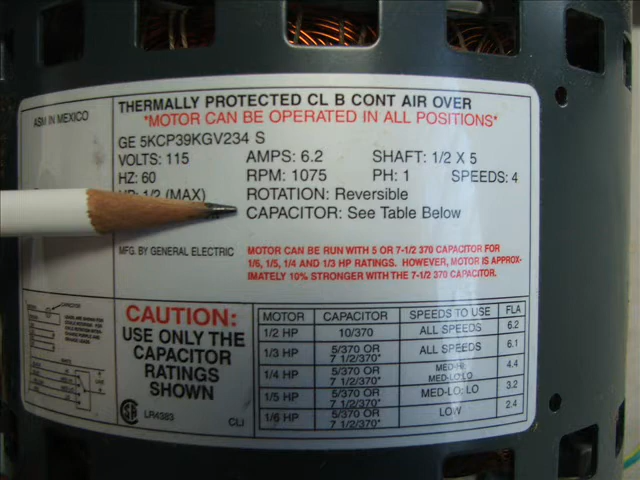 ASM IN MEXICO
THERMALLY PROTECTED CL B CONT AIR OVER
*MOTOR CAN BE OPERATED IN ALL POSITIONS*
GE 5KCP39KGV234 S
VOLTS: 115 AMPS: 6.2 SHAFT: 1/2 X 5
HZ: 60 RPM: 1075 PH: 1 SPEEDS: 4
HP: 1/2 (MAX) ROTATION: Reversible
CAPACITOR: See Table Below
MFG. BY GENERAL ELECTRIC
MOTOR CAN BE RUN WITH 5 OR 7-1/2 370 CAPACITOR FOR
1/6, 1/5, 1/4 AND 1/3 HP RATINGS. HOWEVER, MOTOR IS APPROX-
IMATELY 10% STRONGER WITH THE 7-1/2 370 CAPACITOR.
CAUTION:
USE ONLY THE
CAPACITOR
RATINGS
SHOWN
LR4383 CLI
MOTOR CAPACITOR SPEEDS TO USE FLA
1/2 HP 10/370 ALL SPEEDS 6.2
1/3 HP 5/370 OR 7 1/2/370* ALL SPEEDS 6.1
1/4 HP 5/370 OR 7 1/2/370* MED-HI: MED-LO: LO 4.4
1/5 HP 5/370 OR 7 1/2/370* MED-LO: LO 3.2
1/6 HP 5/370 OR 7 1/2/370* LOW 2.4